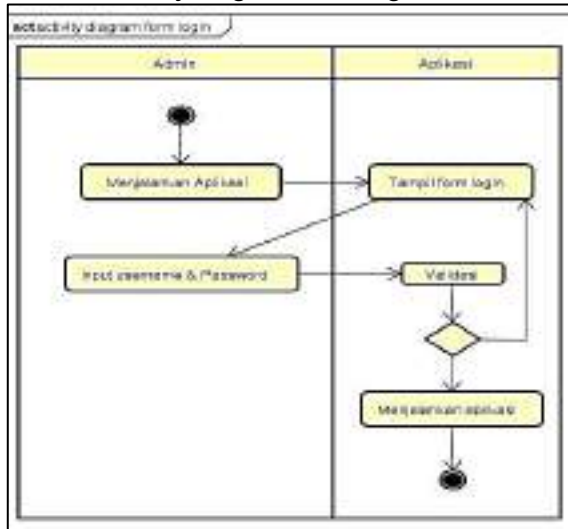 act activity diagram form login
Admin
Aplikasi
Menjalankan Aplikasi
Tampil form login
Input username & Password
Validasi
Menjalankan aplikasi